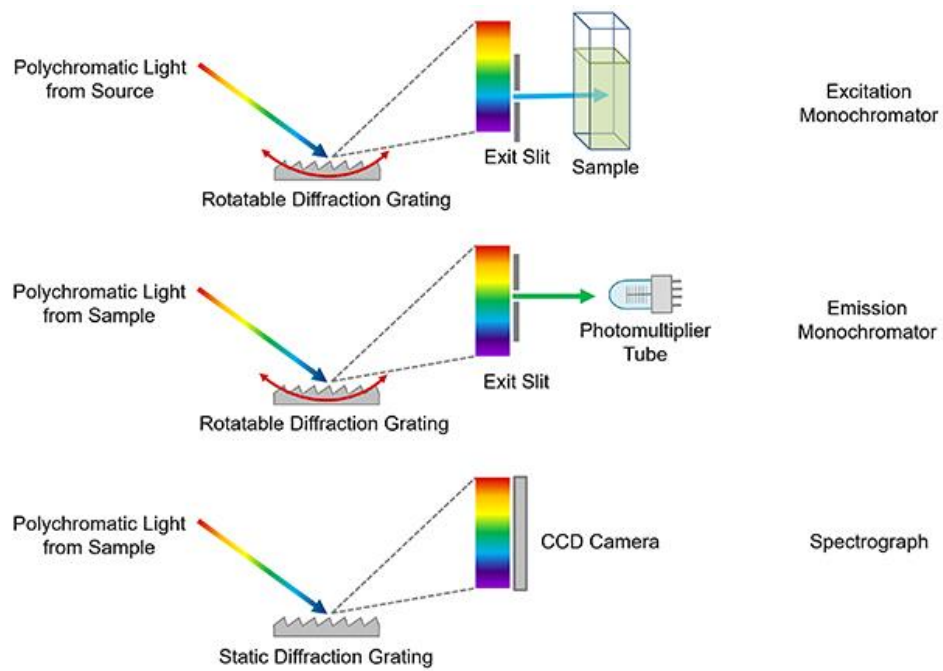 Polychromatic Light
from Source
Rotatable Diffraction Grating
Exit Slit
Sample
Excitation
Monochromator
Polychromatic Light
from Sample
Rotatable Diffraction Grating
Exit Slit
Photomultiplier
Tube
Emission
Monochromator
Polychromatic Light
from Sample
Static Diffraction Grating
CCD Camera
Spectrograph